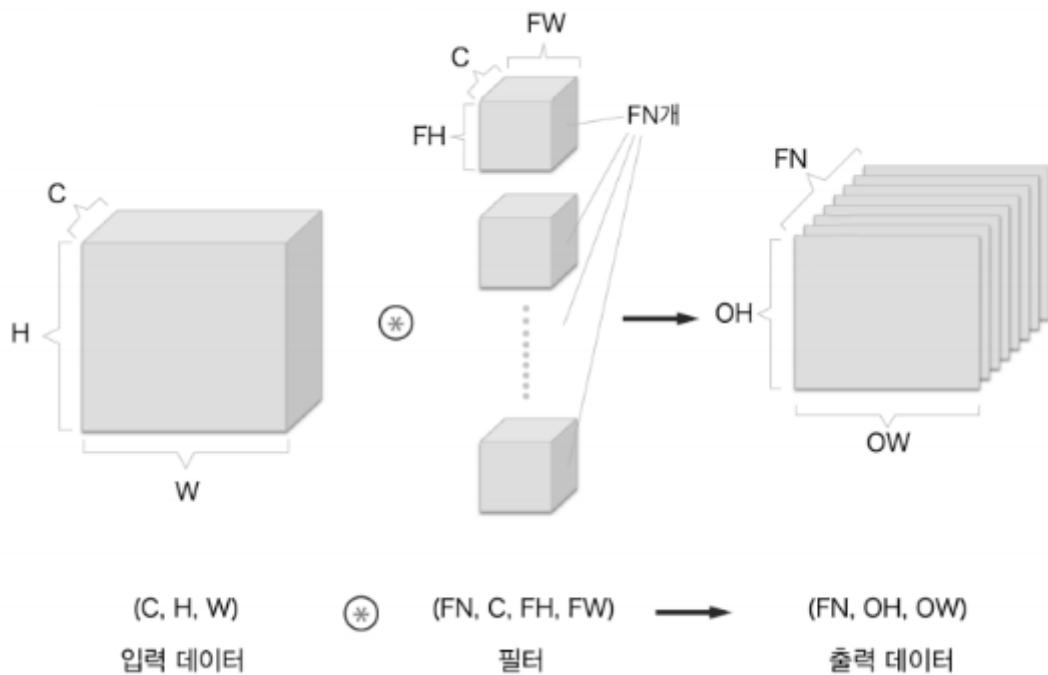 FW
C
FH
FN개
C
H
W
FN
OH
OW
(C, H, W) (FN, C, FH, FW) (FN, OH, OW)
입력 데이터 필터 출력 데이터